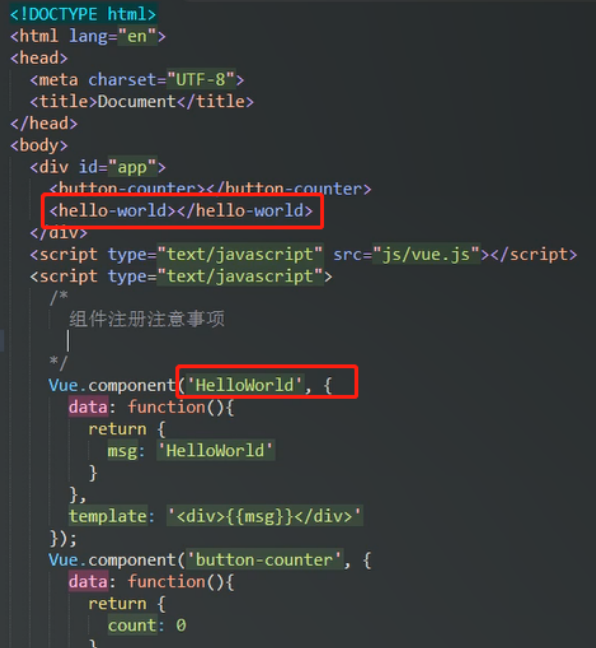 <!DOCTYPE html>
<html lang="en">
<head>
<meta charset="UTF-8">
<title>Document</title>
</head>
<body>
<div id="app">
<button-counter></button-counter>
<hello-world></hello-world>
</div>
<script type="text/javascript" src="js/vue.js"></script>
<script type="text/javascript">
/*
组件注册注意事项
*/
Vue.component('HelloWorld', {
data: function(){
return {
msg: 'HelloWorld'
}
},
template: '<div>{{msg}}</div>'
});
Vue.component('button-counter', {
data: function(){
return {
count: 0
}